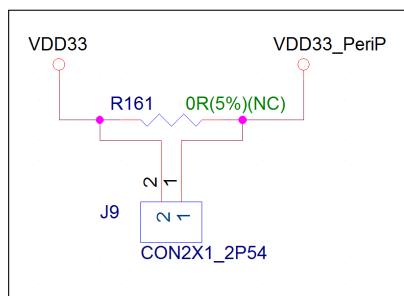 VDD33
VDD33_PeriP
R161
0R(5%)(NC)
2
1
J9
2
1
CON2X1_2P54